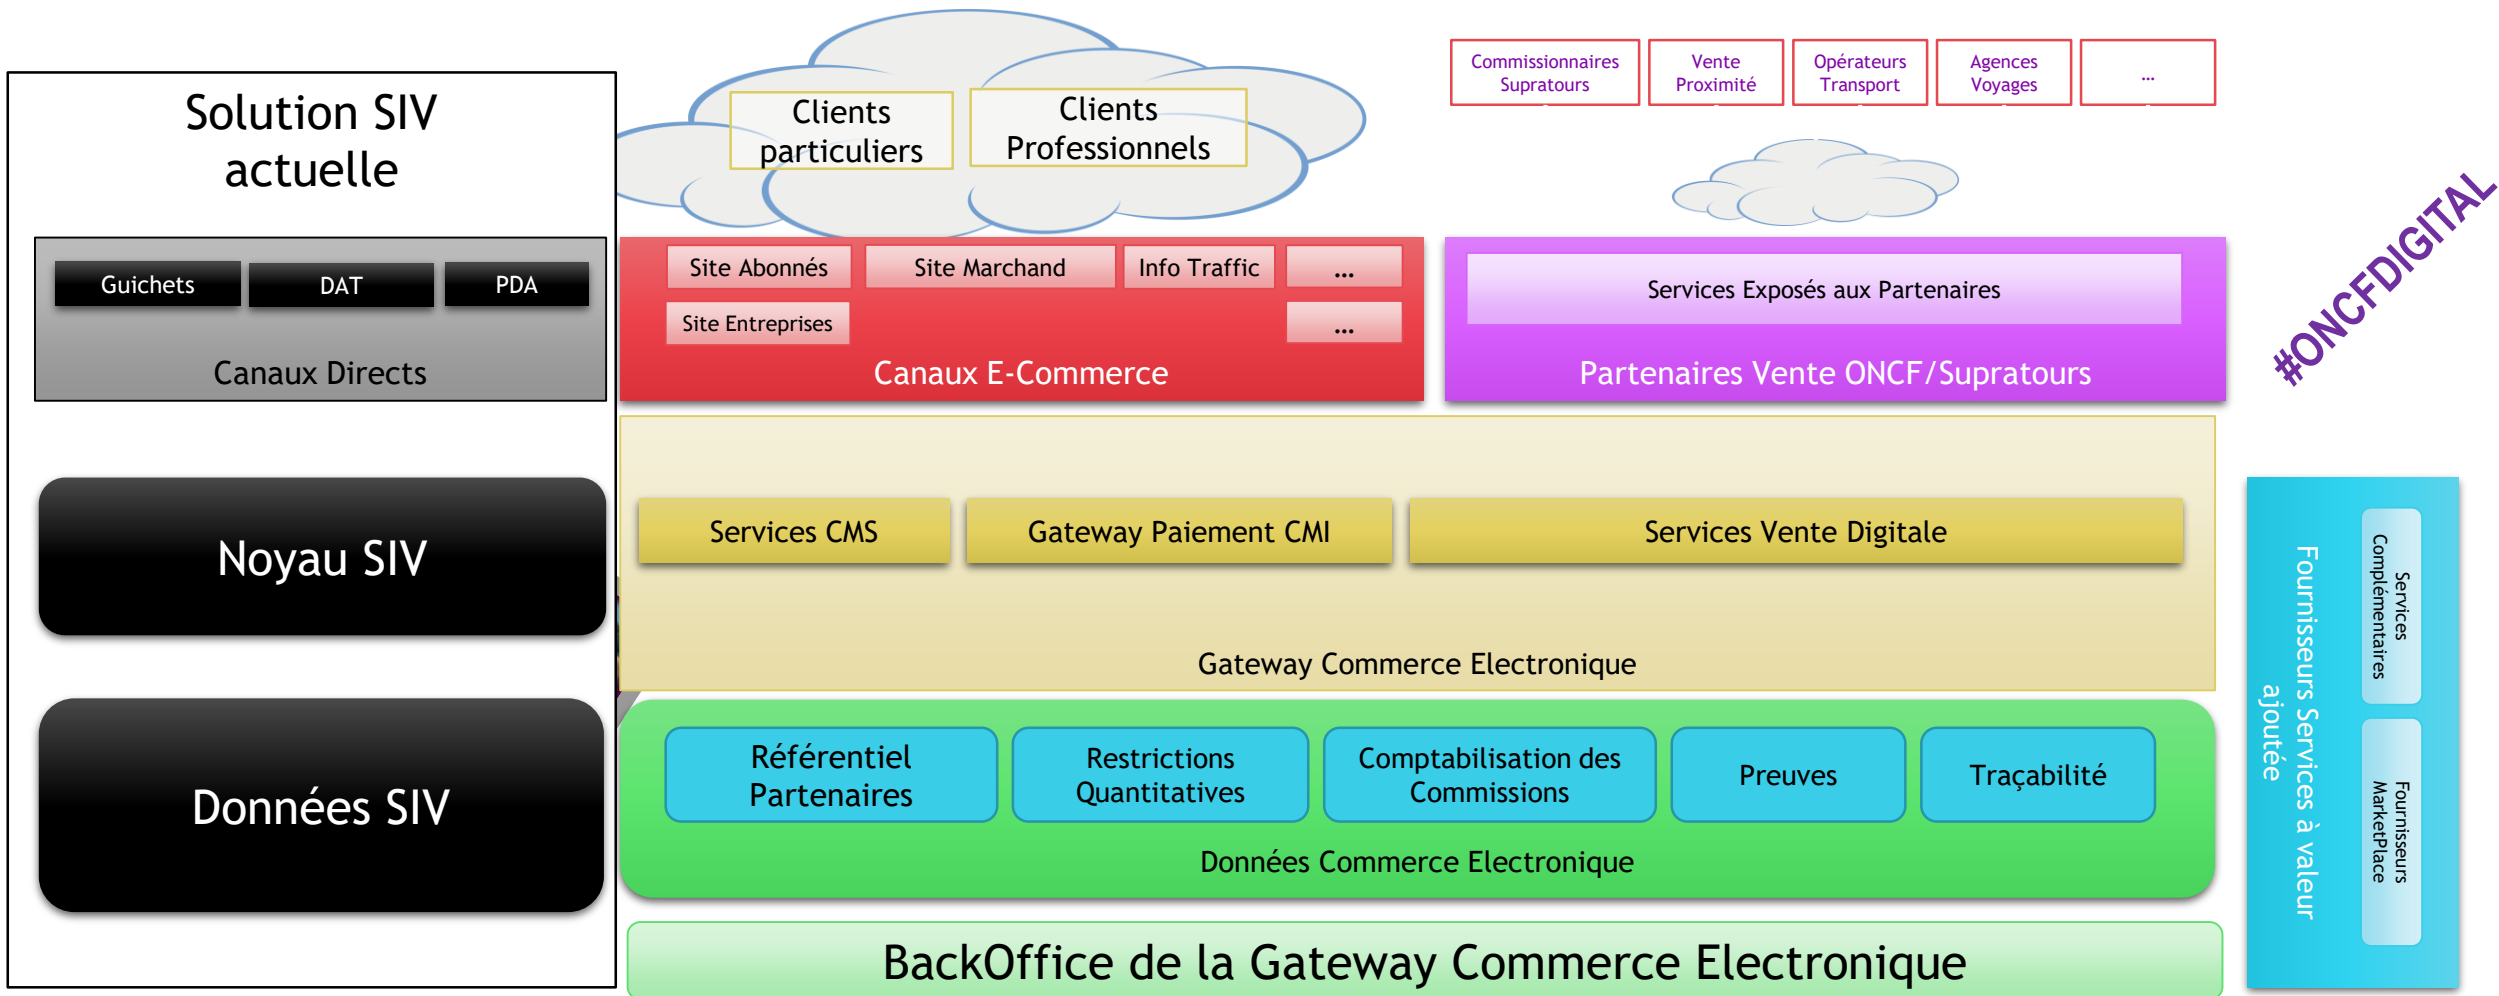 Solution SIV
actuelle
Guichets
DAT
PDA
Canaux Directs
Noyau SIV
Données SIV
Clients
particuliers
Clients
Professionnels
Commissionnaires
Supratours
Vente
Proximité
Opérateurs
Transport
Agences
Voyages
...
Site Abonnés
Site Marchand
Info Traffic
...
Site Entreprises
...
Canaux E-Commerce
Services Exposés aux Partenaires
Partenaires Vente ONCF/Supratours
#ONCFDIGITAL
Services CMS
Gateway Paiement CMI
Services Vente Digitale
Gateway Commerce Electronique
Référentiel
Partenaires
Restrictions
Quantitatives
Comptabilisation des
Commissions
Preuves
Traçabilité
Données Commerce Electronique
BackOffice de la Gateway Commerce Electronique
Services
Complémentaires
Fournisseurs
MarketPlace
Fournisseurs Services à valeur
ajoutée